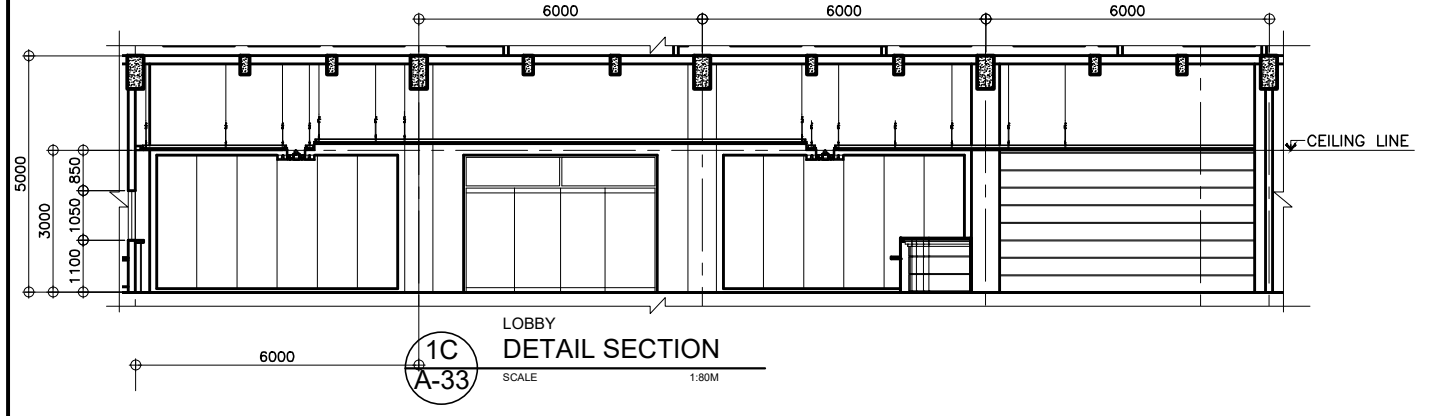 6000
6000
6000
5000
3000
850
1050
1100
CEILING LINE
6000
1C
A-33
LOBBY
DETAIL SECTION
SCALE 1:80M